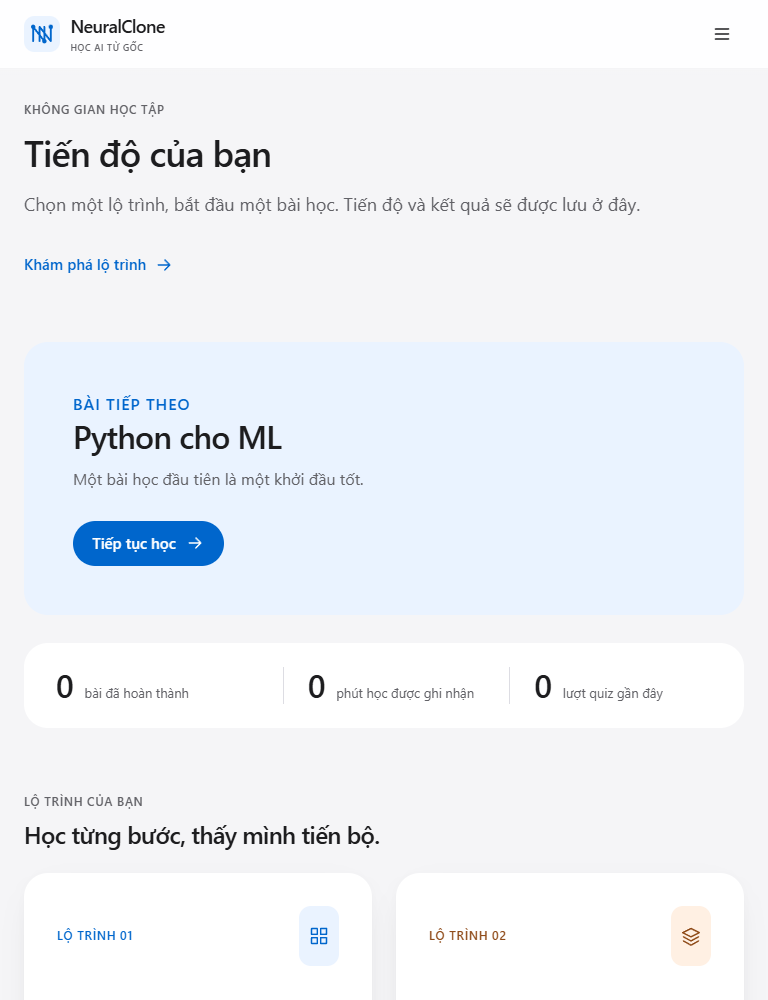 NeuralClone
HỌC AI TỪ GỐC
KHÔNG GIAN HỌC TẬP
Tiến độ của bạn
Chọn một lộ trình, bắt đầu một bài học. Tiến độ và kết quả sẽ được lưu ở đây.
Khám phá lộ trình
BÀI TIẾP THEO
Python cho ML
Một bài học đầu tiên là một khởi đầu tốt.
Tiếp tục học
0 bài đã hoàn thành
0 phút học được ghi nhận
0 lượt quiz gần đây
LỘ TRÌNH CỦA BẠN
Học từng bước, thấy mình tiến bộ.
LỘ TRÌNH 01
LỘ TRÌNH 02